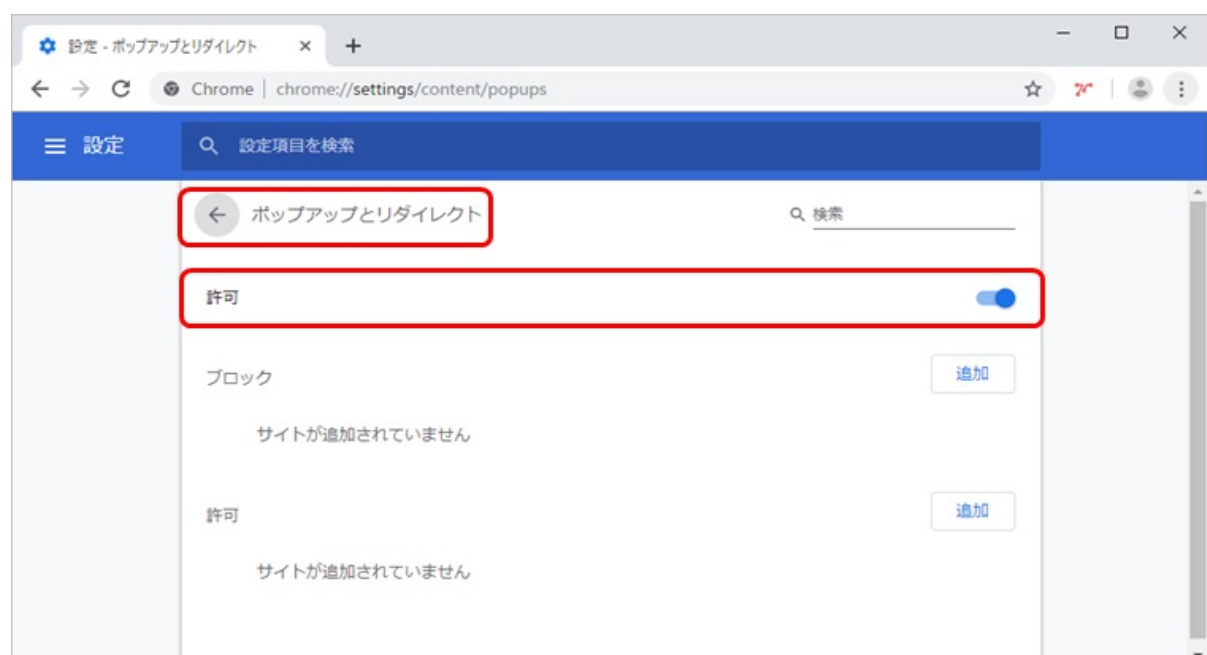 設定 - ポップアップとリダイレクト
Chrome | chrome://settings/content/popups
設定
設定項目を検索
ポップアップとリダイレクト
検索
許可
ブロック
追加
サイトが追加されていません
許可
追加
サイトが追加されていません